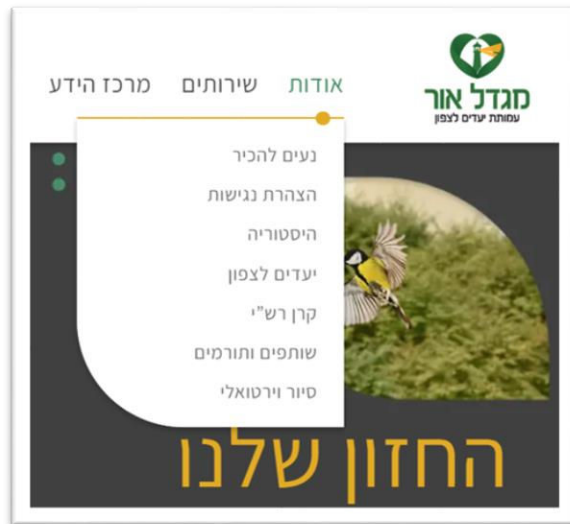 מגדל אור
עמותת יעדים לצפון
אודות שירותים מרכז הידע
נעים להכיר
הצהרת נגישות
היסטוריה
יעדים לצפון
קרן רש"י
שותפים ותורמים
סיור וירטואלי
החזון שלנו